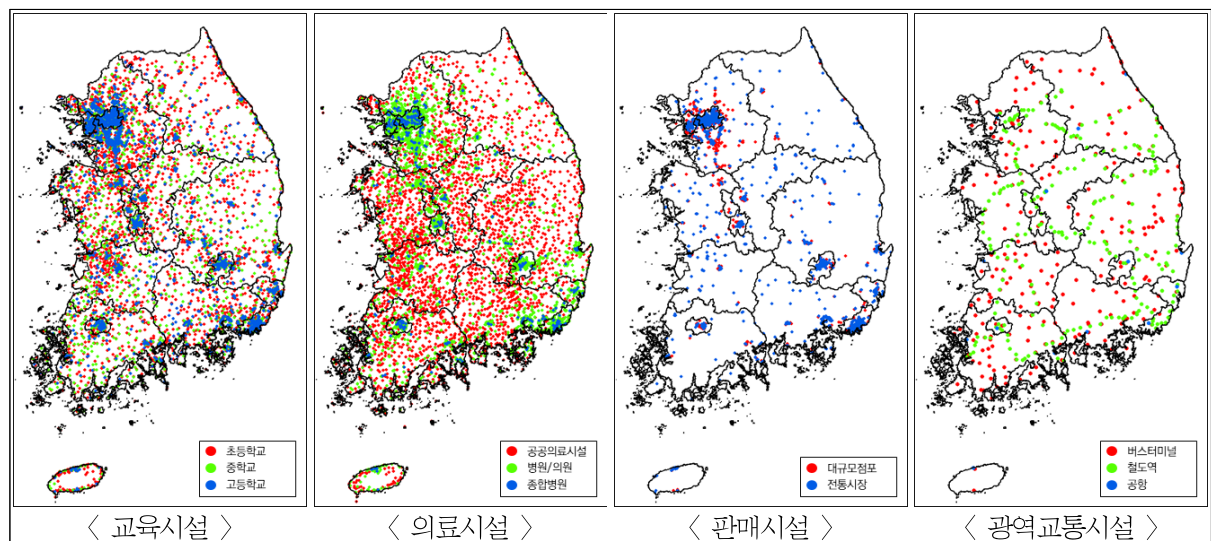 초등학교
중학교
고등학교
공공의료시설
병원/의원
종합병원
대규모점포
전통시장
버스터미널
철도역
공항
〈 교육시설 〉
〈 의료시설 〉
〈 판매시설 〉
〈 광역교통시설 〉